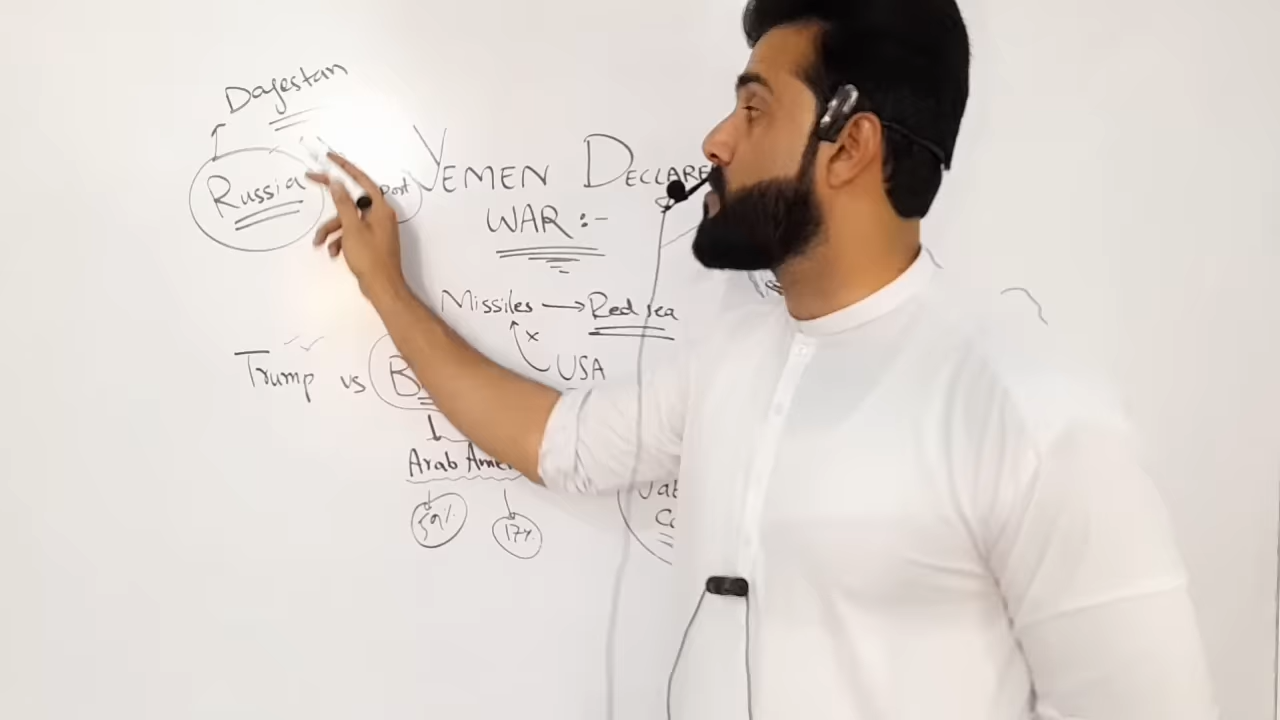 Dagestan
Russia
Port
YEMEN DECLARE
WAR :-
Missiles → Red sea
x
USA
Trump vs B
Arab Ame
59%
17%